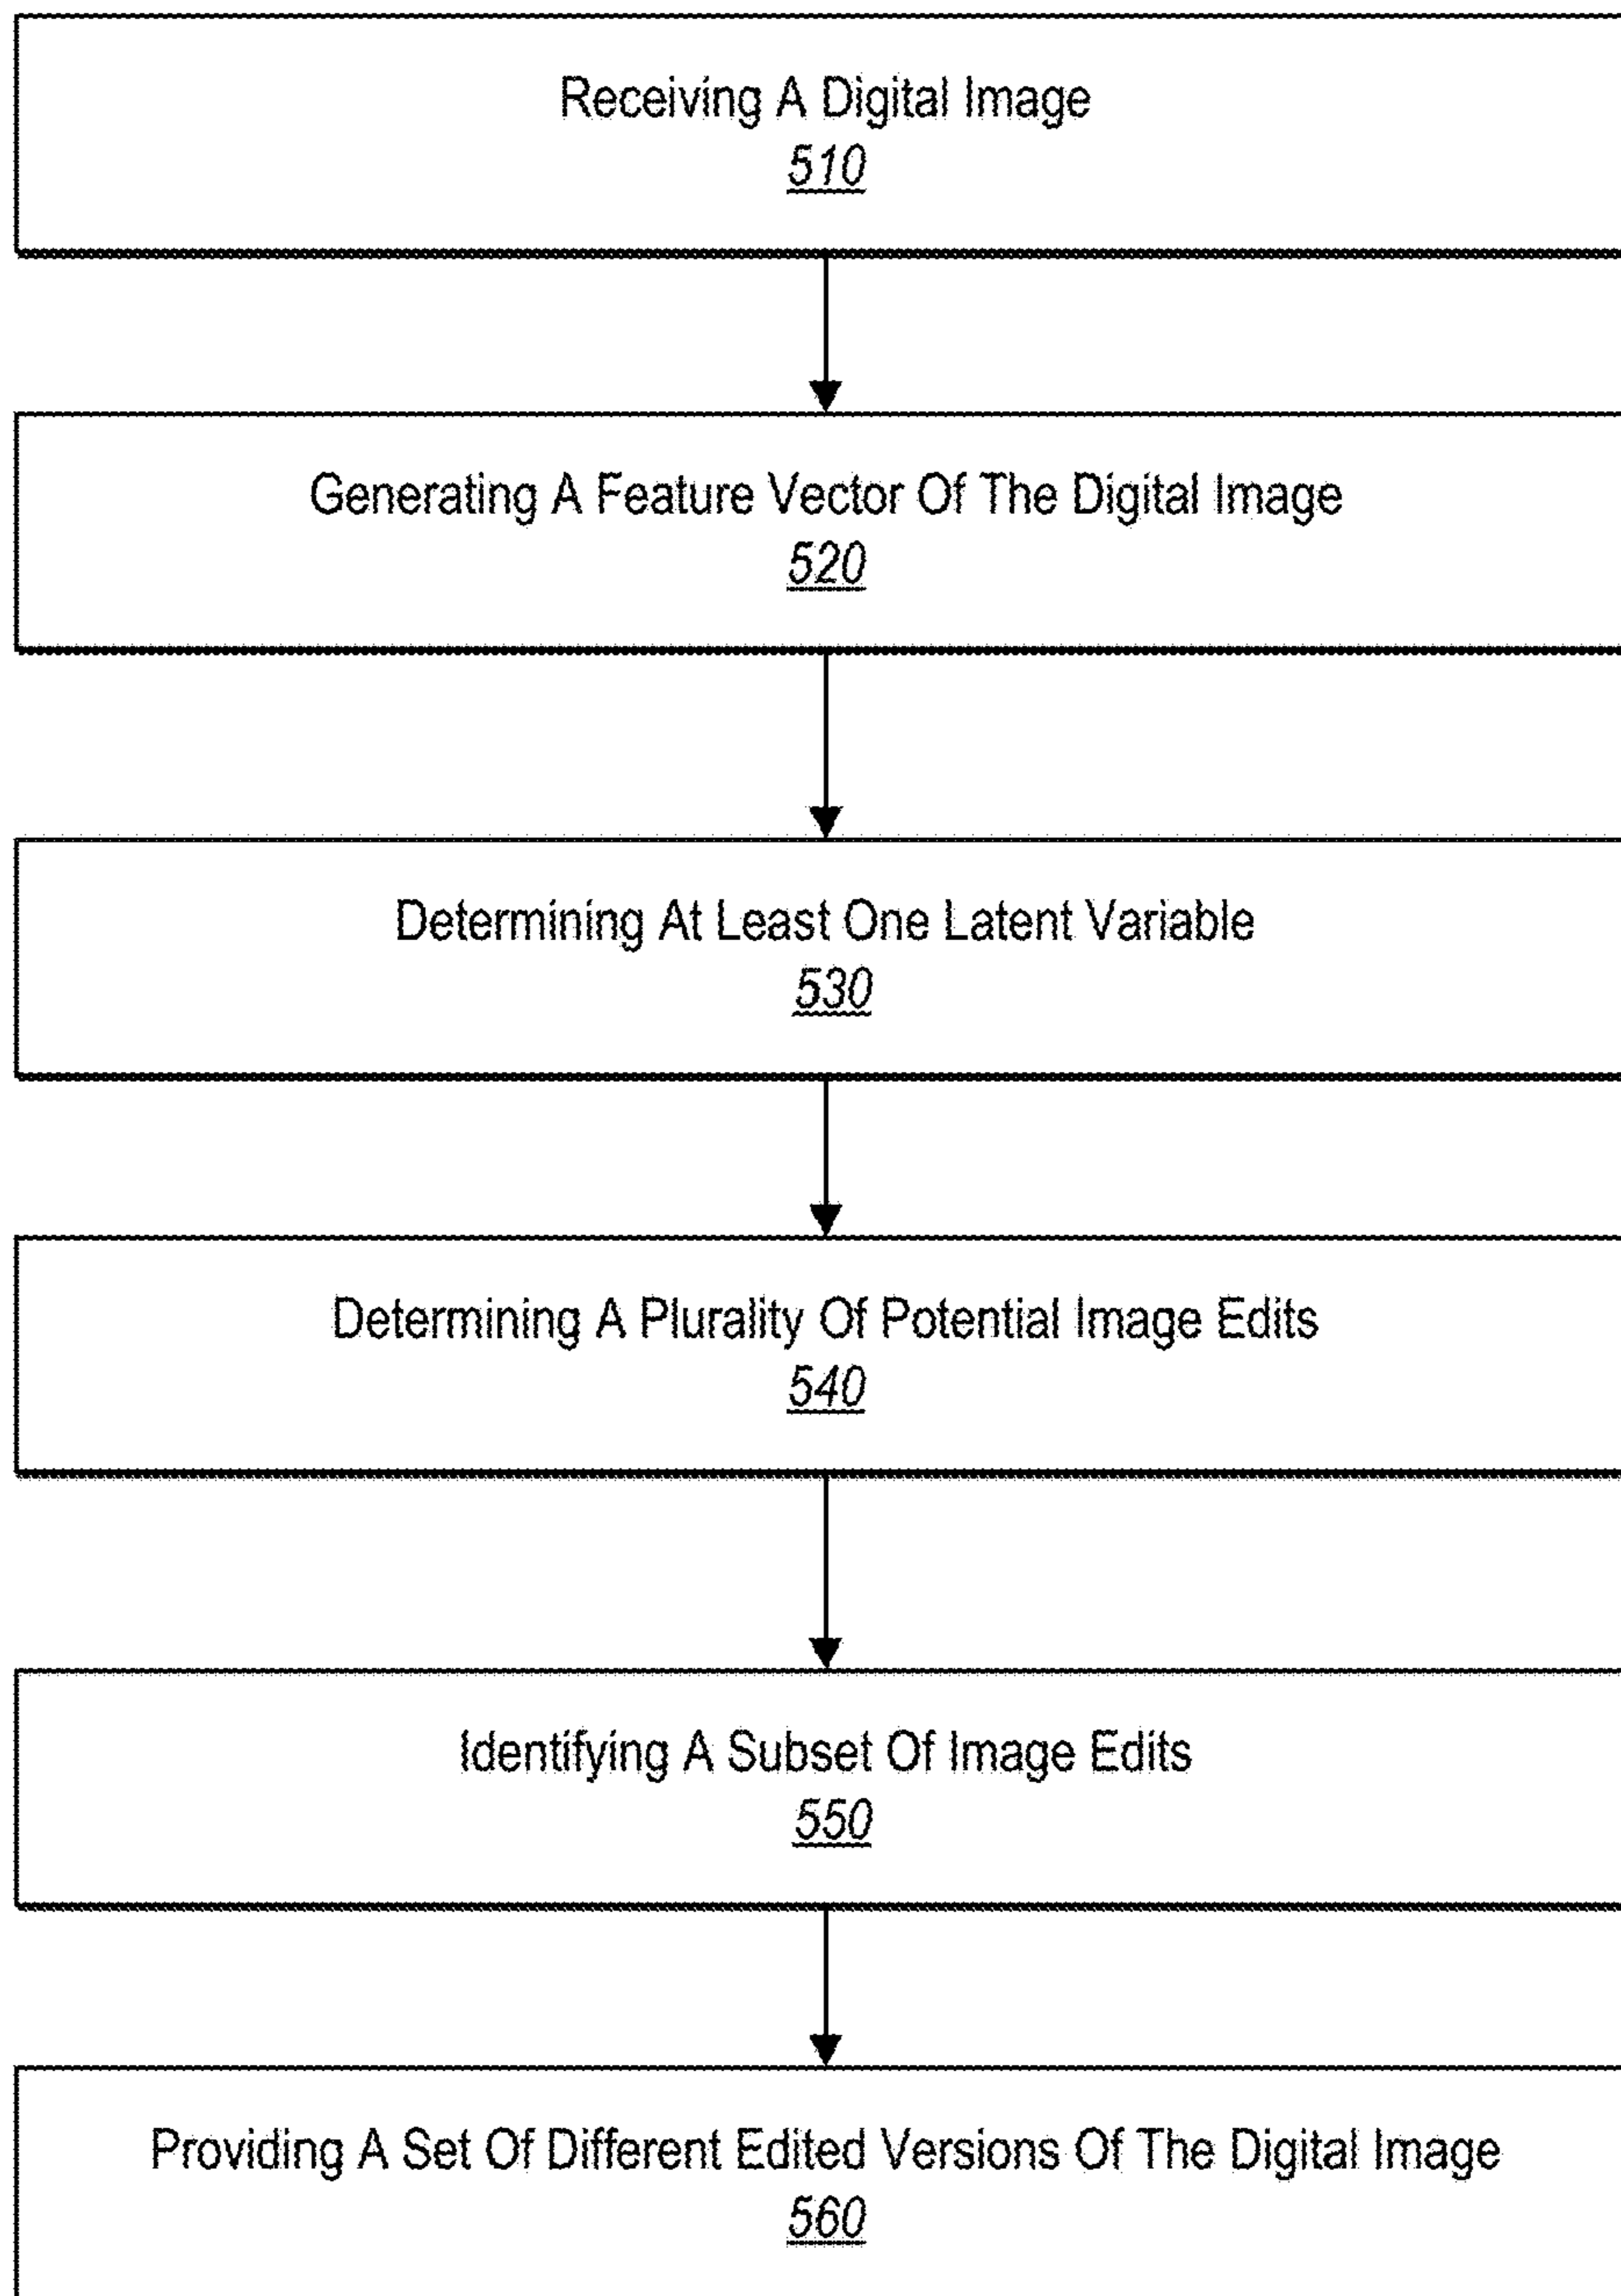 Receiving A Digital Image
510
Generating A Feature Vector Of The Digital Image
520
Determining At Least One Latent Variable
530
Determining A Plurality Of Potential Image Edits
540
Identifying A Subset Of Image Edits
550
Providing A Set Of Different Edited Versions Of The Digital Image
560